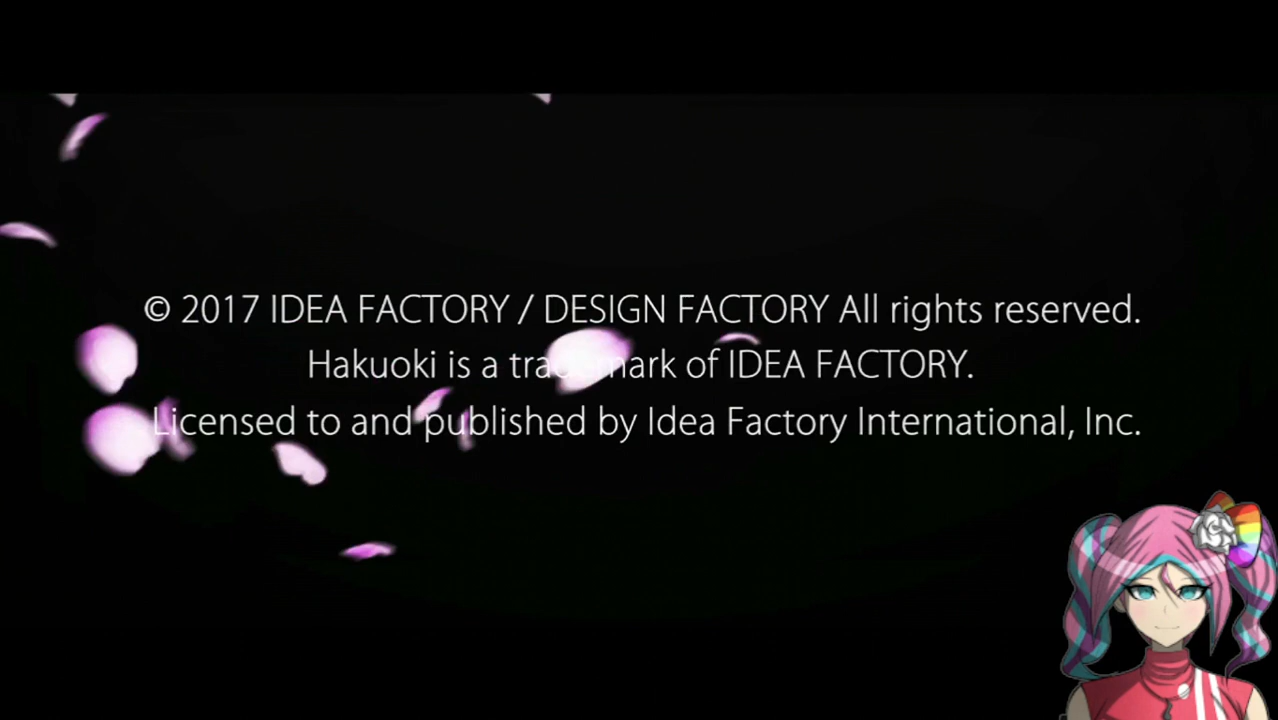 © 2017 IDEA FACTORY / DESIGN FACTORY All rights reserved.
Hakuoki is a trademark of IDEA FACTORY.
Licensed to and published by Idea Factory International, Inc.